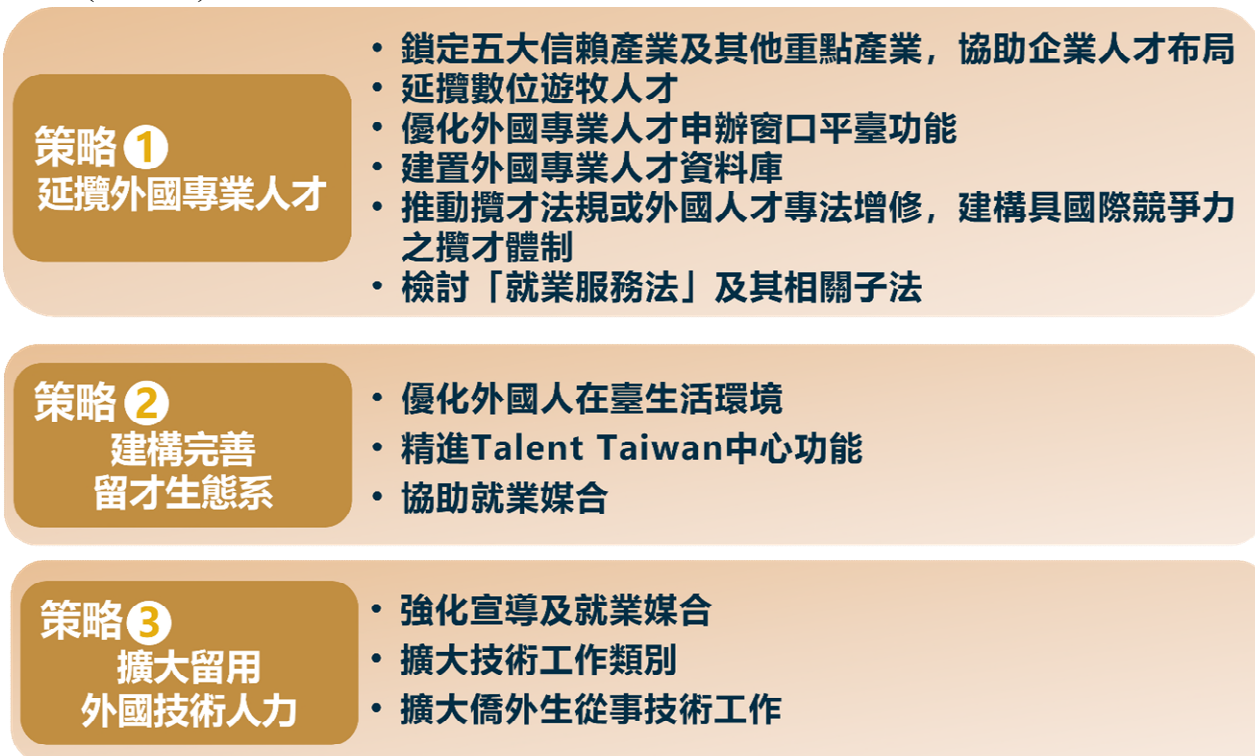 策略1
延攬外國專業人才
• 鎖定五大信賴產業及其他重點產業，協助企業人才布局
• 延攬數位遊牧人才
• 優化外國專業人才申辦窗口平臺功能
• 建置外國專業人才資料庫
• 推動攬才法規或外國人才專法增修，建構具國際競爭力
之攬才體制
• 檢討「就業服務法」及其相關子法
策略2
建構完善
留才生態系
• 優化外國人在臺生活環境
• 精進Talent Taiwan中心功能
• 協助就業媒合
策略3
擴大留用
外國技術人力
• 強化宣導及就業媒合
• 擴大技術工作類別
• 擴大僑外生從事技術工作